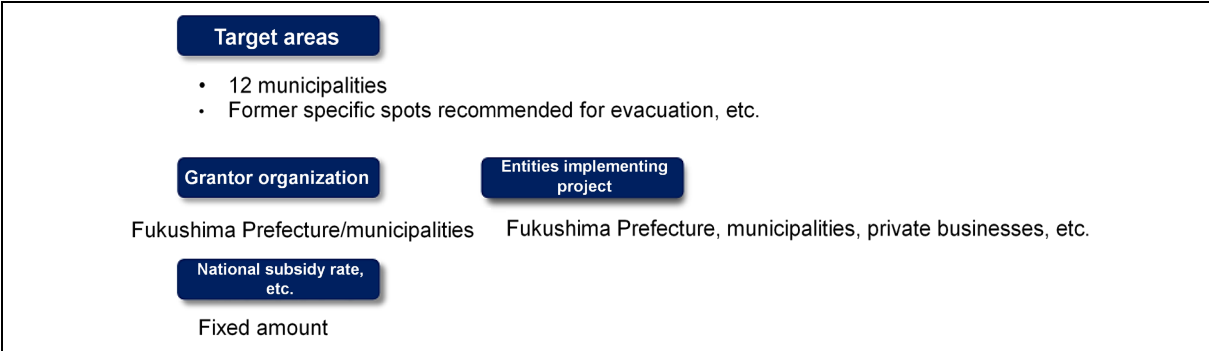 Target areas
• 12 municipalities
• Former specific spots recommended for evacuation, etc.
Grantor organization
Fukushima Prefecture/municipalities
Entities implementing
project
Fukushima Prefecture, municipalities, private businesses, etc.
National subsidy rate,
etc.
Fixed amount